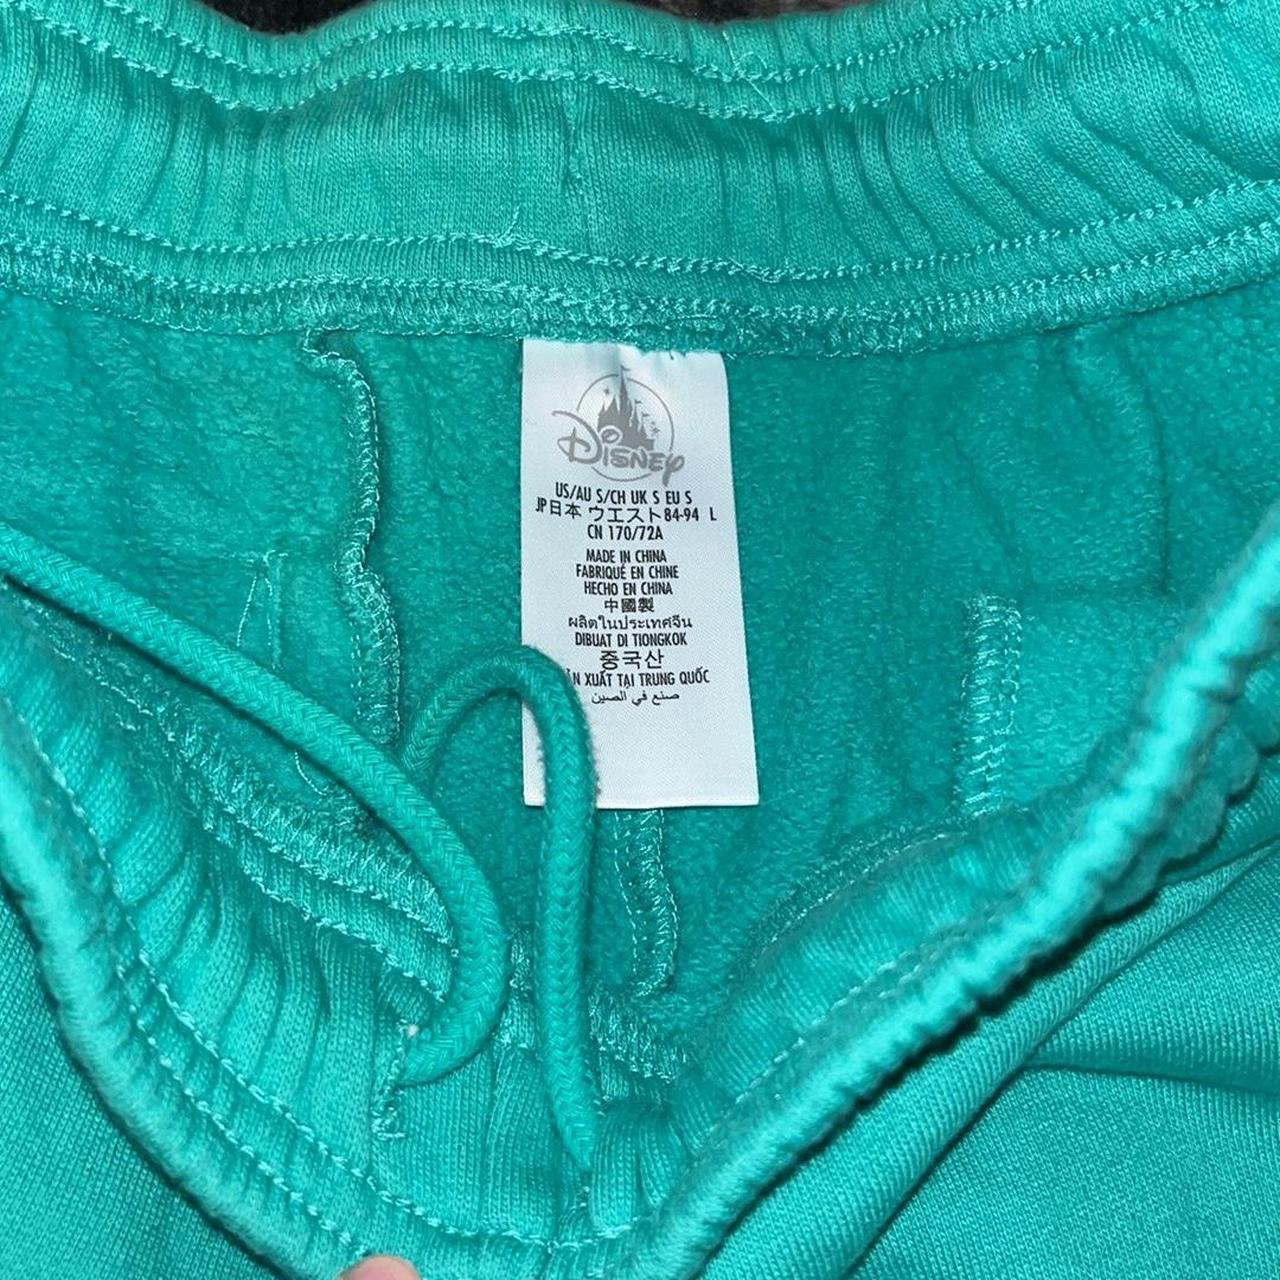 Disney
US/AU S/CH UK S EU S
JP日本 ウエスト84-94 L
CN 170/72A
MADE IN CHINA
FABRIQUÉ EN CHINE
HECHO EN CHINA
中國製
ผลิตในประเทศจีน
DIBUAT DI TIONGKOK
중국산
XUẤT TẠI TRUNG QUỐC
صنع في الصين